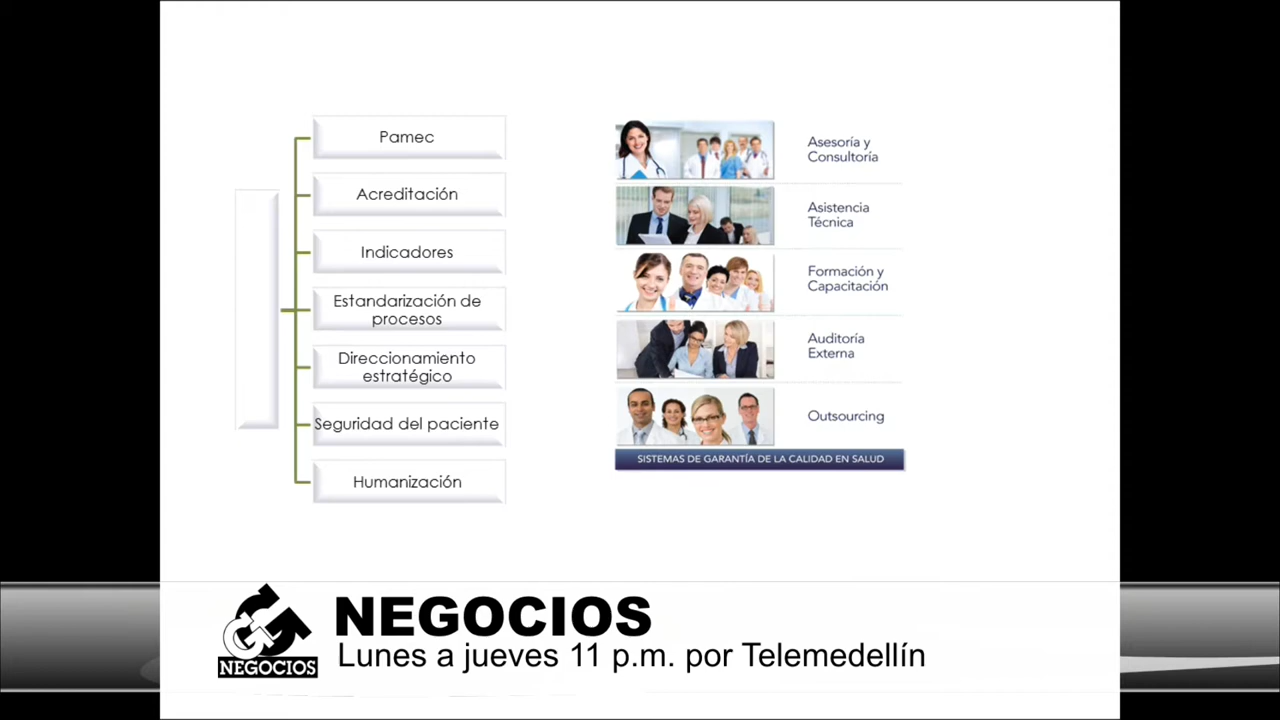 Pamec
Acreditación
Indicadores
Estandarización de
procesos
Direccionamiento
estratégico
Seguridad del paciente
Humanización
Asesoría y
Consultoría
Asistencia
Técnica
Formación y
Capacitación
Auditoría
Externa
Outsourcing
SISTEMAS DE GARANTÍA DE LA CALIDAD EN SALUD
NEGOCIOS
NEGOCIOS
Lunes a jueves 11 p.m. por Telemedellín